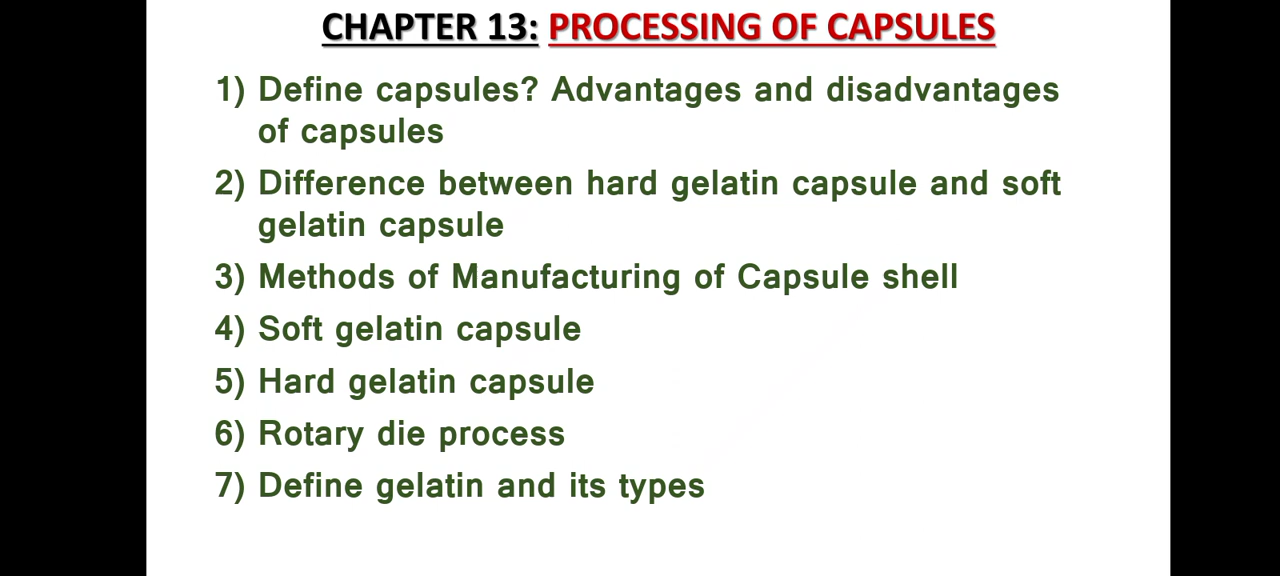 CHAPTER 13: PROCESSING OF CAPSULES
1) Define capsules? Advantages and disadvantages
of capsules
2) Difference between hard gelatin capsule and soft
gelatin capsule
3) Methods of Manufacturing of Capsule shell
4) Soft gelatin capsule
5) Hard gelatin capsule
6) Rotary die process
7) Define gelatin and its types